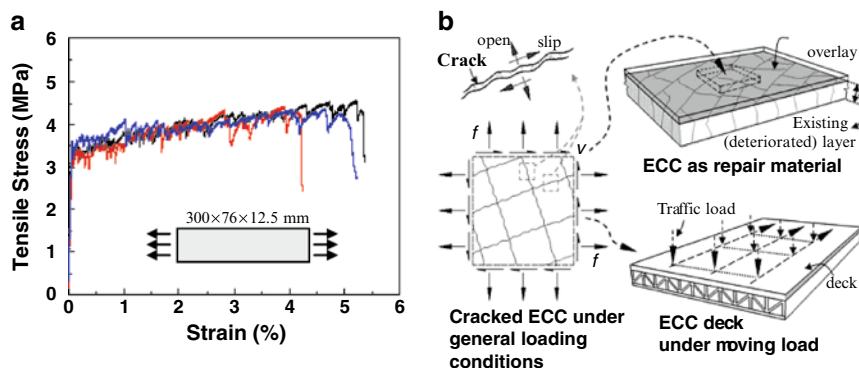 a
Tensile Stress (MPa)
6
5
4
3
2
1
0
0
1
2
3
4
5
6
Strain (%)
300×76×12.5 mm
b
open
slip
Crack
f
v
f
Cracked ECC under
general loading
conditions
overlay
Existing
(deteriorated) layer
ECC as repair material
Traffic load
deck
ECC deck
under moving load